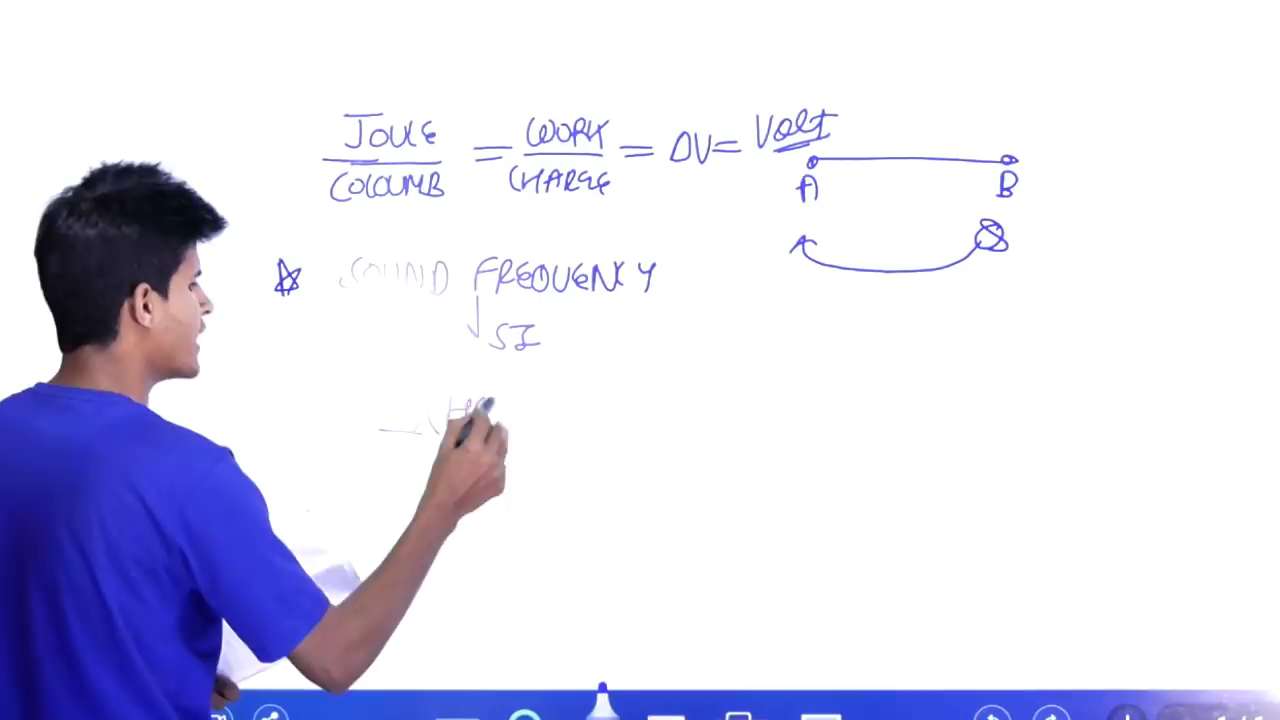 JOULE = WORK = ΔV = VOLT
COLOUMB CHARGE
A B
SOUND FREQUENCY
SI